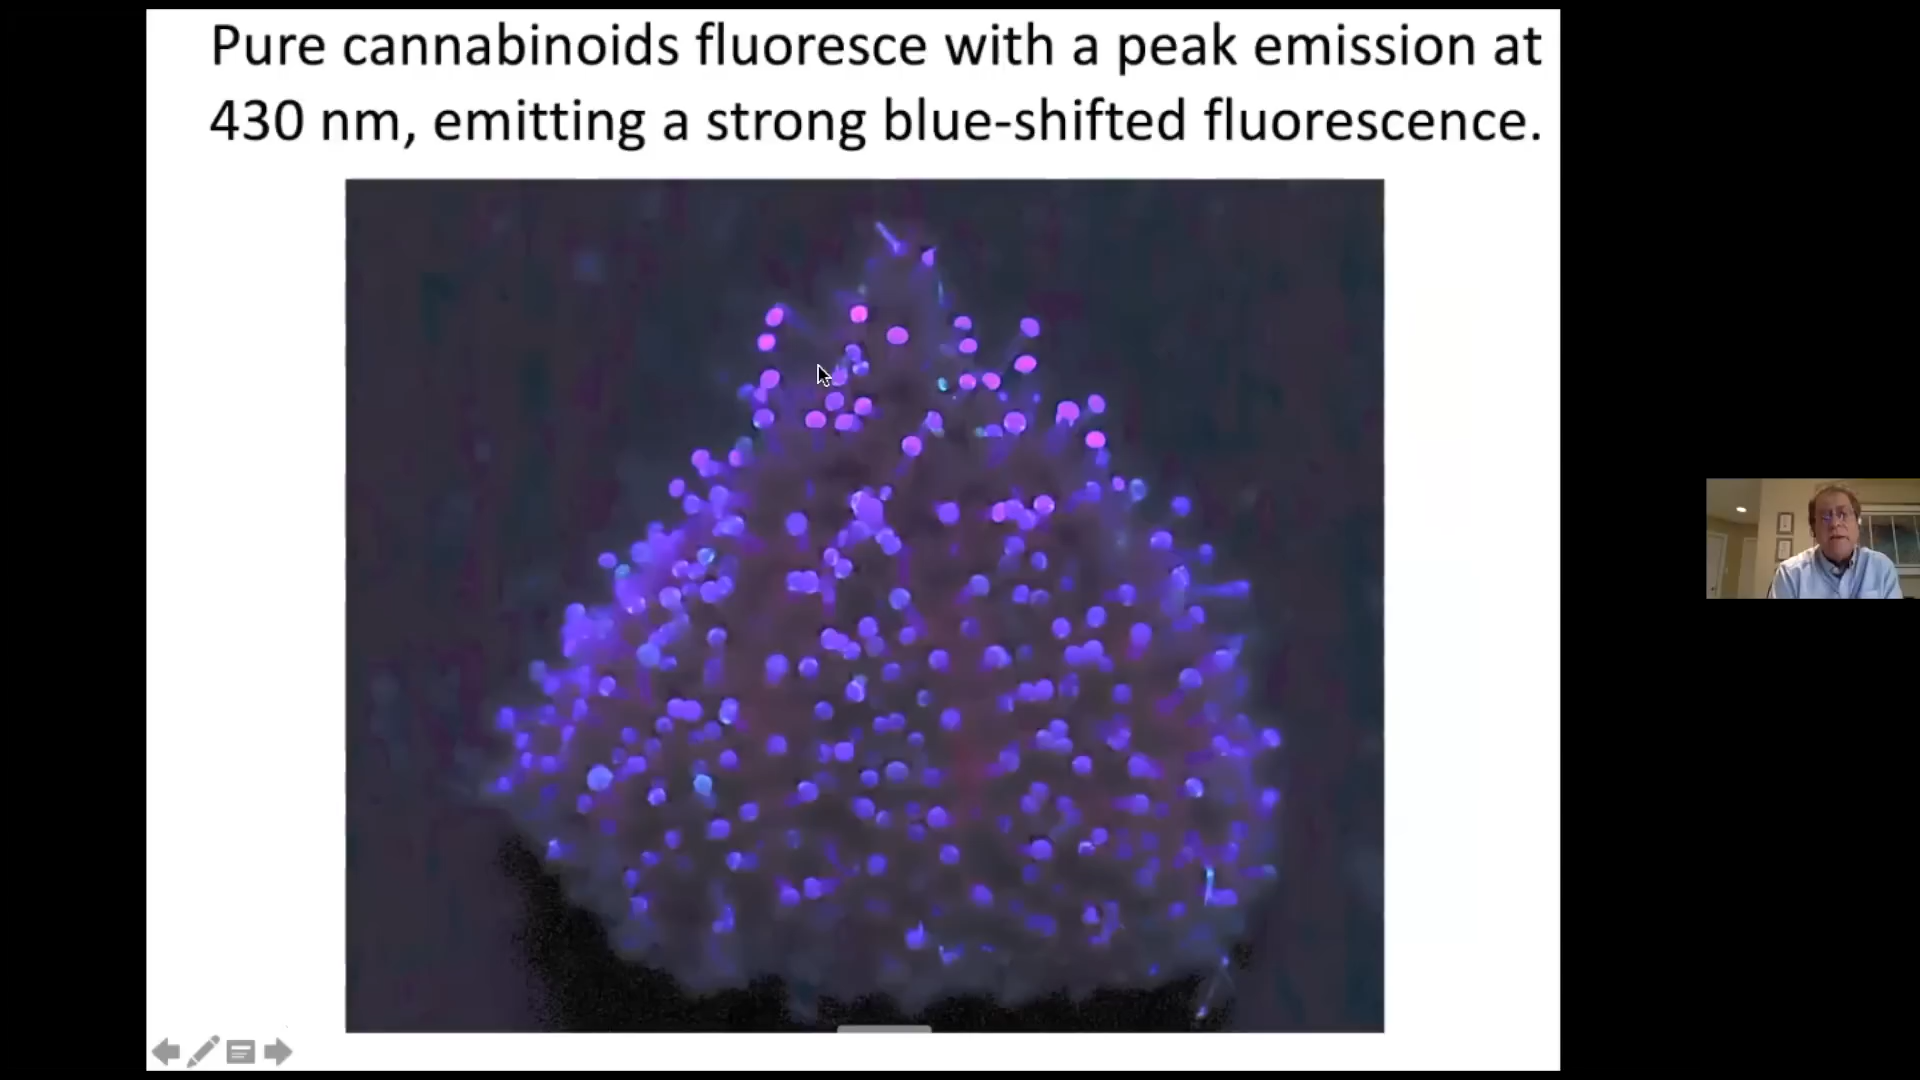 Pure cannabinoids fluoresce with a peak emission at
430 nm, emitting a strong blue-shifted fluorescence.